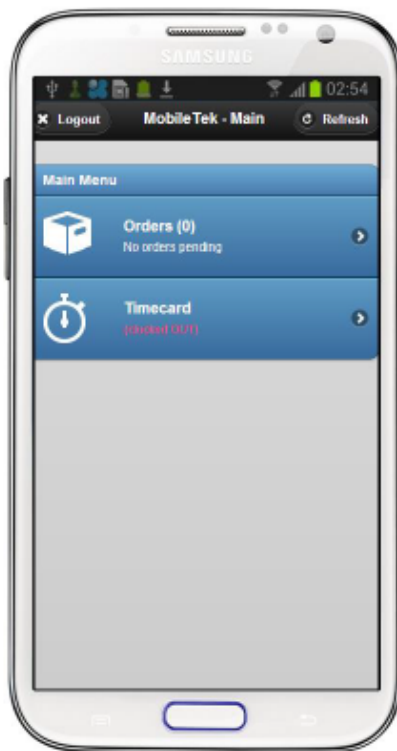 SAMSUNG
02:54
Logout MobileTek - Main Refresh
Main Menu
Orders (0)
No orders pending
Timecard
(clocked OUT)